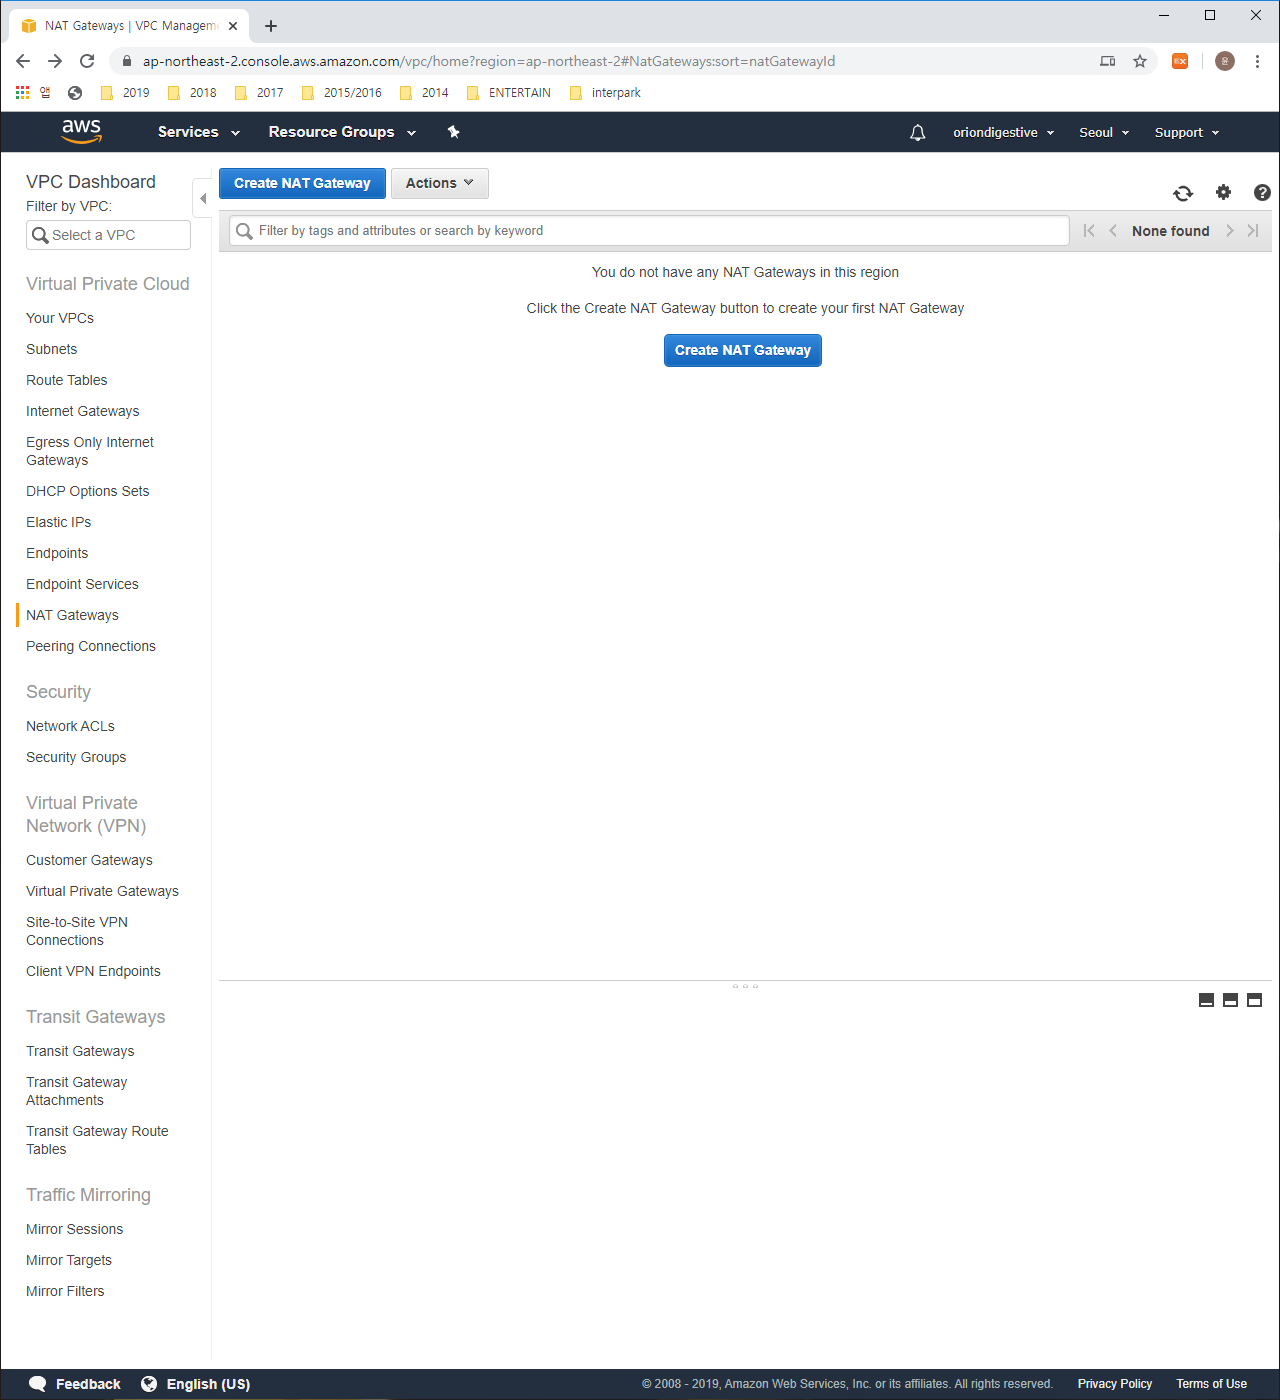 NAT Gateways | VPC Managem
ap-northeast-2.console.aws.amazon.com/vpc/home?region=ap-northeast-2#NatGateways:sort=natGatewayId
앱 2019 2018 2017 2015/2016 2014 ENTERTAIN interpark
aws Services Resource Groups oriondigestive Seoul Support
VPC Dashboard
Filter by VPC:
Select a VPC
Virtual Private Cloud
Your VPCs
Subnets
Route Tables
Internet Gateways
Egress Only Internet
Gateways
DHCP Options Sets
Elastic IPs
Endpoints
Endpoint Services
NAT Gateways
Peering Connections
Security
Network ACLs
Security Groups
Virtual Private
Network (VPN)
Customer Gateways
Virtual Private Gateways
Site-to-Site VPN
Connections
Client VPN Endpoints
Transit Gateways
Transit Gateways
Transit Gateway
Attachments
Transit Gateway Route
Tables
Traffic Mirroring
Mirror Sessions
Mirror Targets
Mirror Filters
Create NAT Gateway Actions
Filter by tags and attributes or search by keyword None found
You do not have any NAT Gateways in this region
Click the Create NAT Gateway button to create your first NAT Gateway
Create NAT Gateway
Feedback English (US) © 2008 - 2019, Amazon Web Services, Inc. or its affiliates. All rights reserved. Privacy Policy Terms of Use